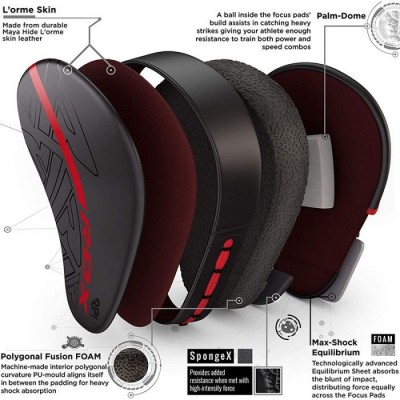 L'orme Skin
Made from durable
Maya Hide L'orme
skin leather
A ball inside the focus pads'
build assists in catching heavy
strikes giving your athlete enough
resistance to train both power and
speed combos
Palm-Dome
RDX
Polygonal Fusion FOAM
Machine-made interior polygonal
curvature PU-mould aligns itself
in between the padding for heavy
shock absorption
SpongeX
Provides added
resistance when met with
high-intensity force
Max-Shock
Equilibrium
FOAM
Technologically advanced
Equilibrium Sheet absorbs
the blunt of impact,
distributing force equally
across the Focus Pads